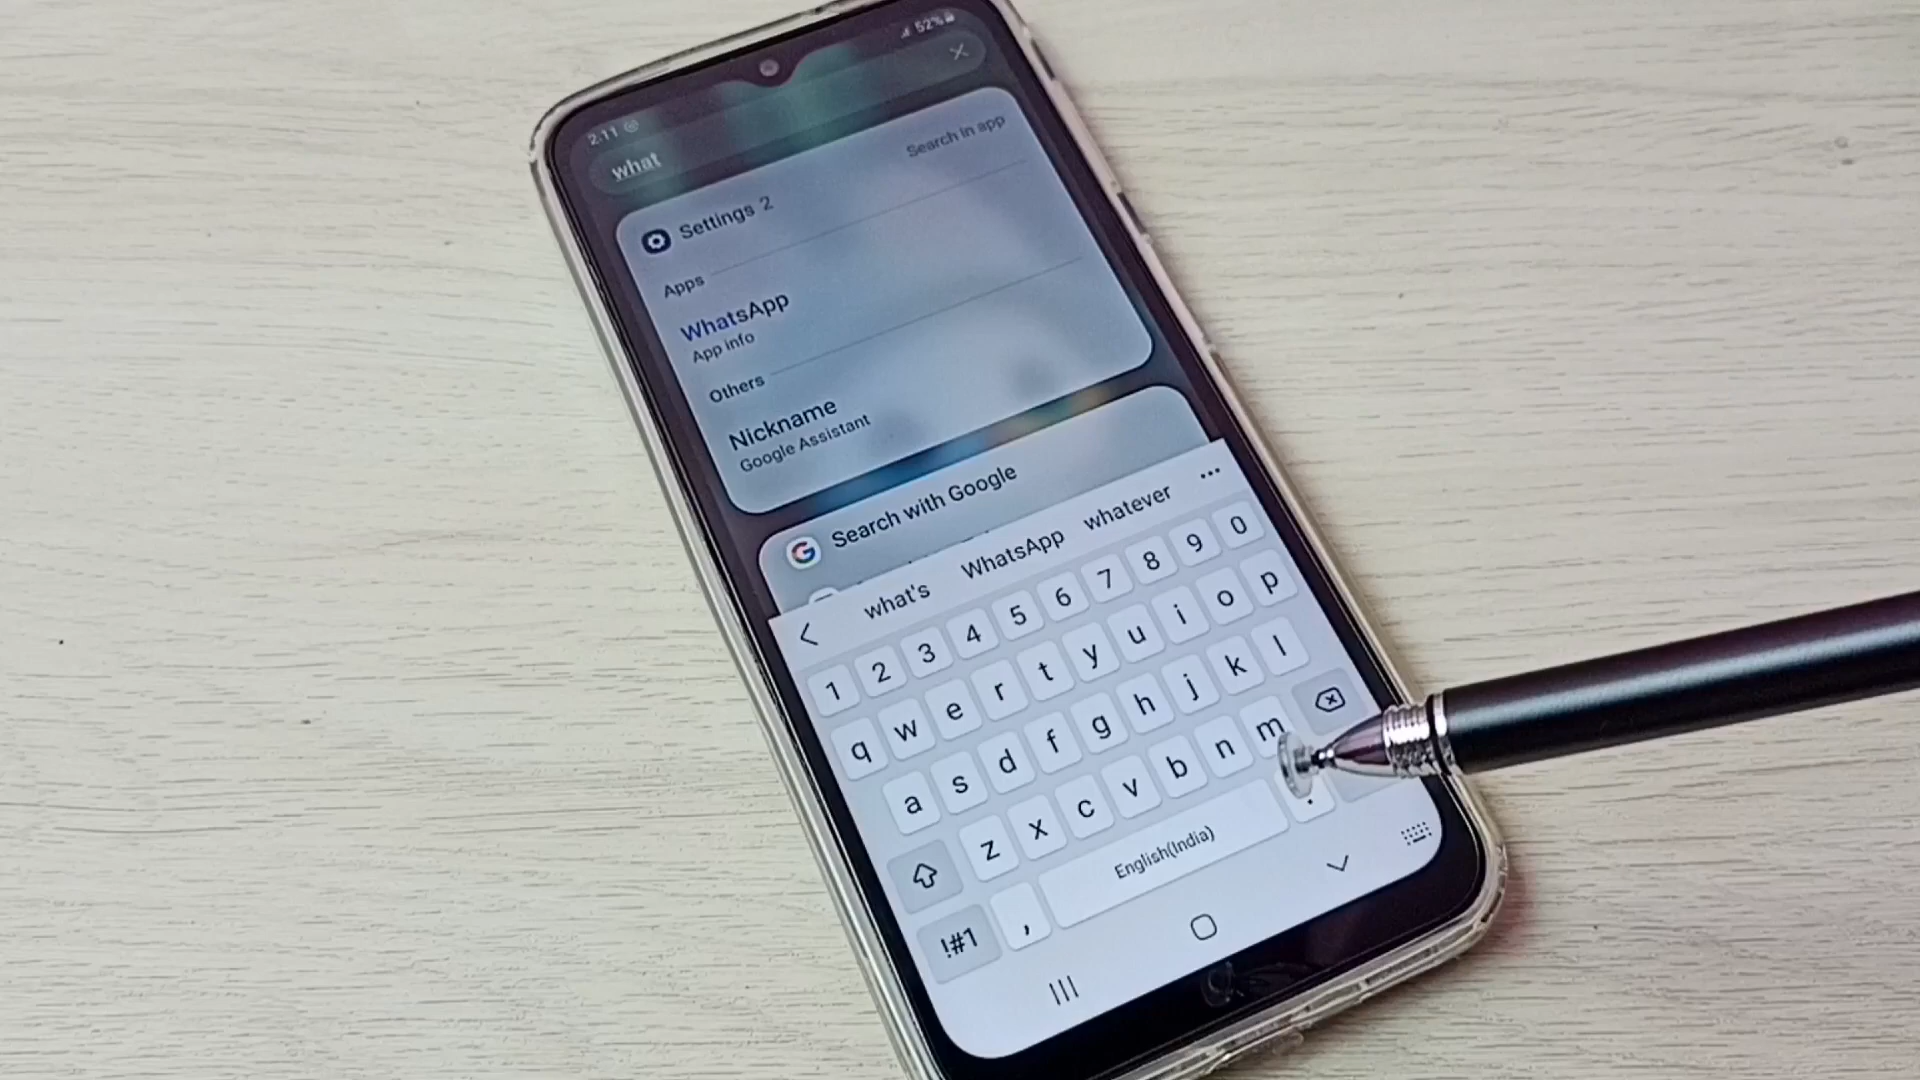 2:11 @ 52%
what
Settings 2 Search in app
Apps
WhatsApp
App info
Others
Nickname
Google Assistant
Search with Google
what's WhatsApp whatever
1 2 3 4 5 6 7 8 9 0
q w e r t y u i o p
a s d f g h j k l
z x c v b n m
!#1 , English(India) .